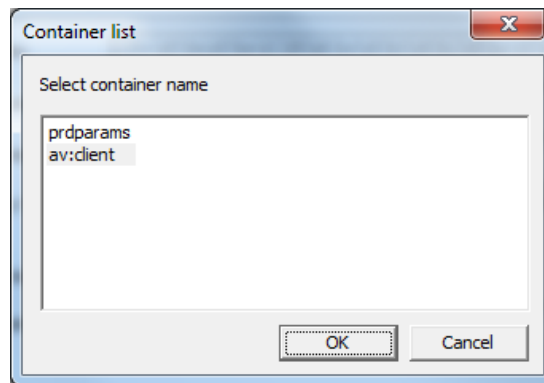 Container list
Select container name
prdparams
av:client
OK
Cancel